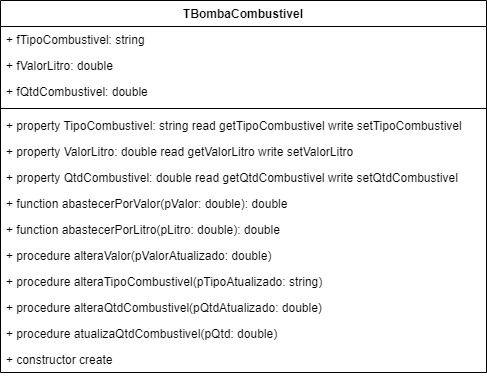 TBombaCombustivel
+ fTipoCombustivel: string
+ fValorLitro: double
+ fQtdCombustivel: double
+ property TipoCombustivel: string read getTipoCombustivel write setTipoCombustivel
+ property ValorLitro: double read getValorLitro write setValorLitro
+ property QtdCombustivel: double read getQtdCombustivel write setQtdCombustivel
+ function abastecerPorValor(pValor: double): double
+ function abastecerPorLitro(pLitro: double): double
+ procedure alteraValor(pValorAtualizado: double)
+ procedure alteraTipoCombustivel(pTipoAtualizado: string)
+ procedure alteraQtdCombustivel(pQtdAtualizado: double)
+ procedure atualizaQtdCombustivel(pQtd: double)
+ constructor create